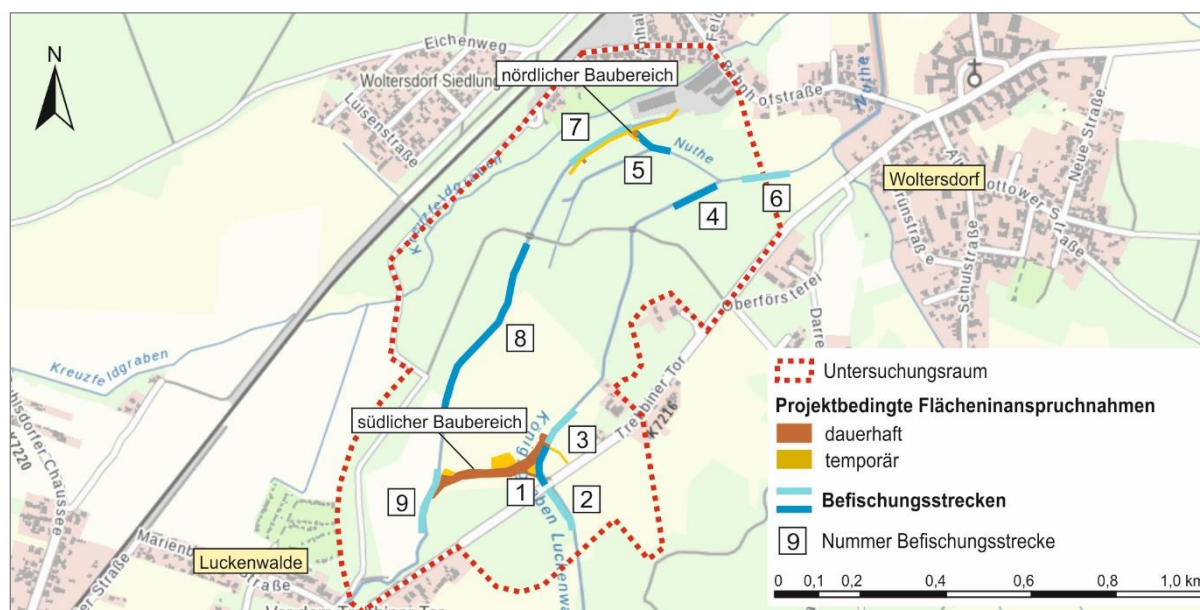 N
Eichenweg
Woltersdorf Siedlung
Luisenstraße
nördlicher Baubereich
Bahnhofstraße
Nuthe
Kreuzfeldgraben
7
5
Nuthe
4
6
Woltersdorf
Neue Straße
Schulstraße
Oberförsterei
Kreuzfeldgraben
8
Trebbiner Tor
K7216
südlicher Baubereich
3
1
2
9
K7220
Luckenwalde
Untersuchungsraum
Projektbedingte Flächeninanspruchnahmen
dauerhaft
temporär
Befischungsstrecken
9 Nummer Befischungsstrecke
0 0,1 0,2 0,4 0,6 0,8 1,0 km